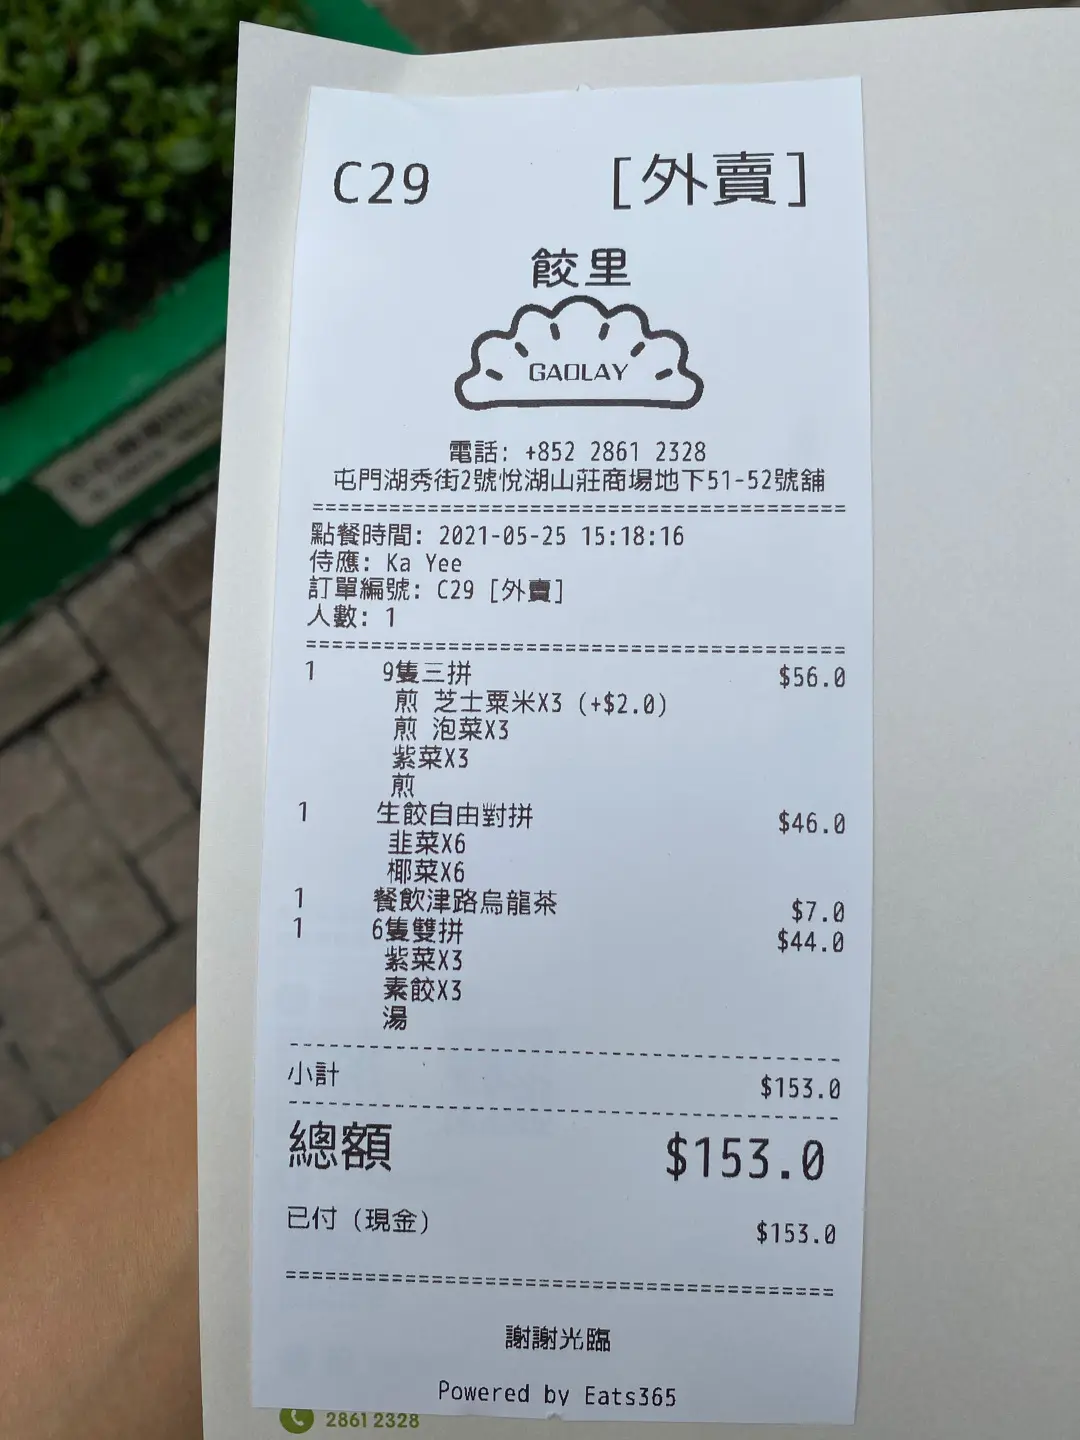 C29 [外賣]
餃里
GAOLAY
電話: +852 2861 2328
屯門湖秀街2號悅湖山莊商場地下51-52號舖
======================================
點餐時間: 2021-05-25 15:18:16
侍應: Ka Yee
訂單編號: C29 [外賣]
人數: 1
======================================
1 9隻三拼 $56.0
煎 芝士粟米X3 (+$2.0)
煎 泡菜X3
紫菜X3
煎
1 生餃自由對拼 $46.0
韭菜X6
椰菜X6
1 餐飲津路烏龍茶 $7.0
1 6隻雙拼 $44.0
紫菜X3
素餃X3
湯
小計 $153.0
總額 $153.0
已付 (現金) $153.0
======================================
謝謝光臨
Powered by Eats365
2861 2328